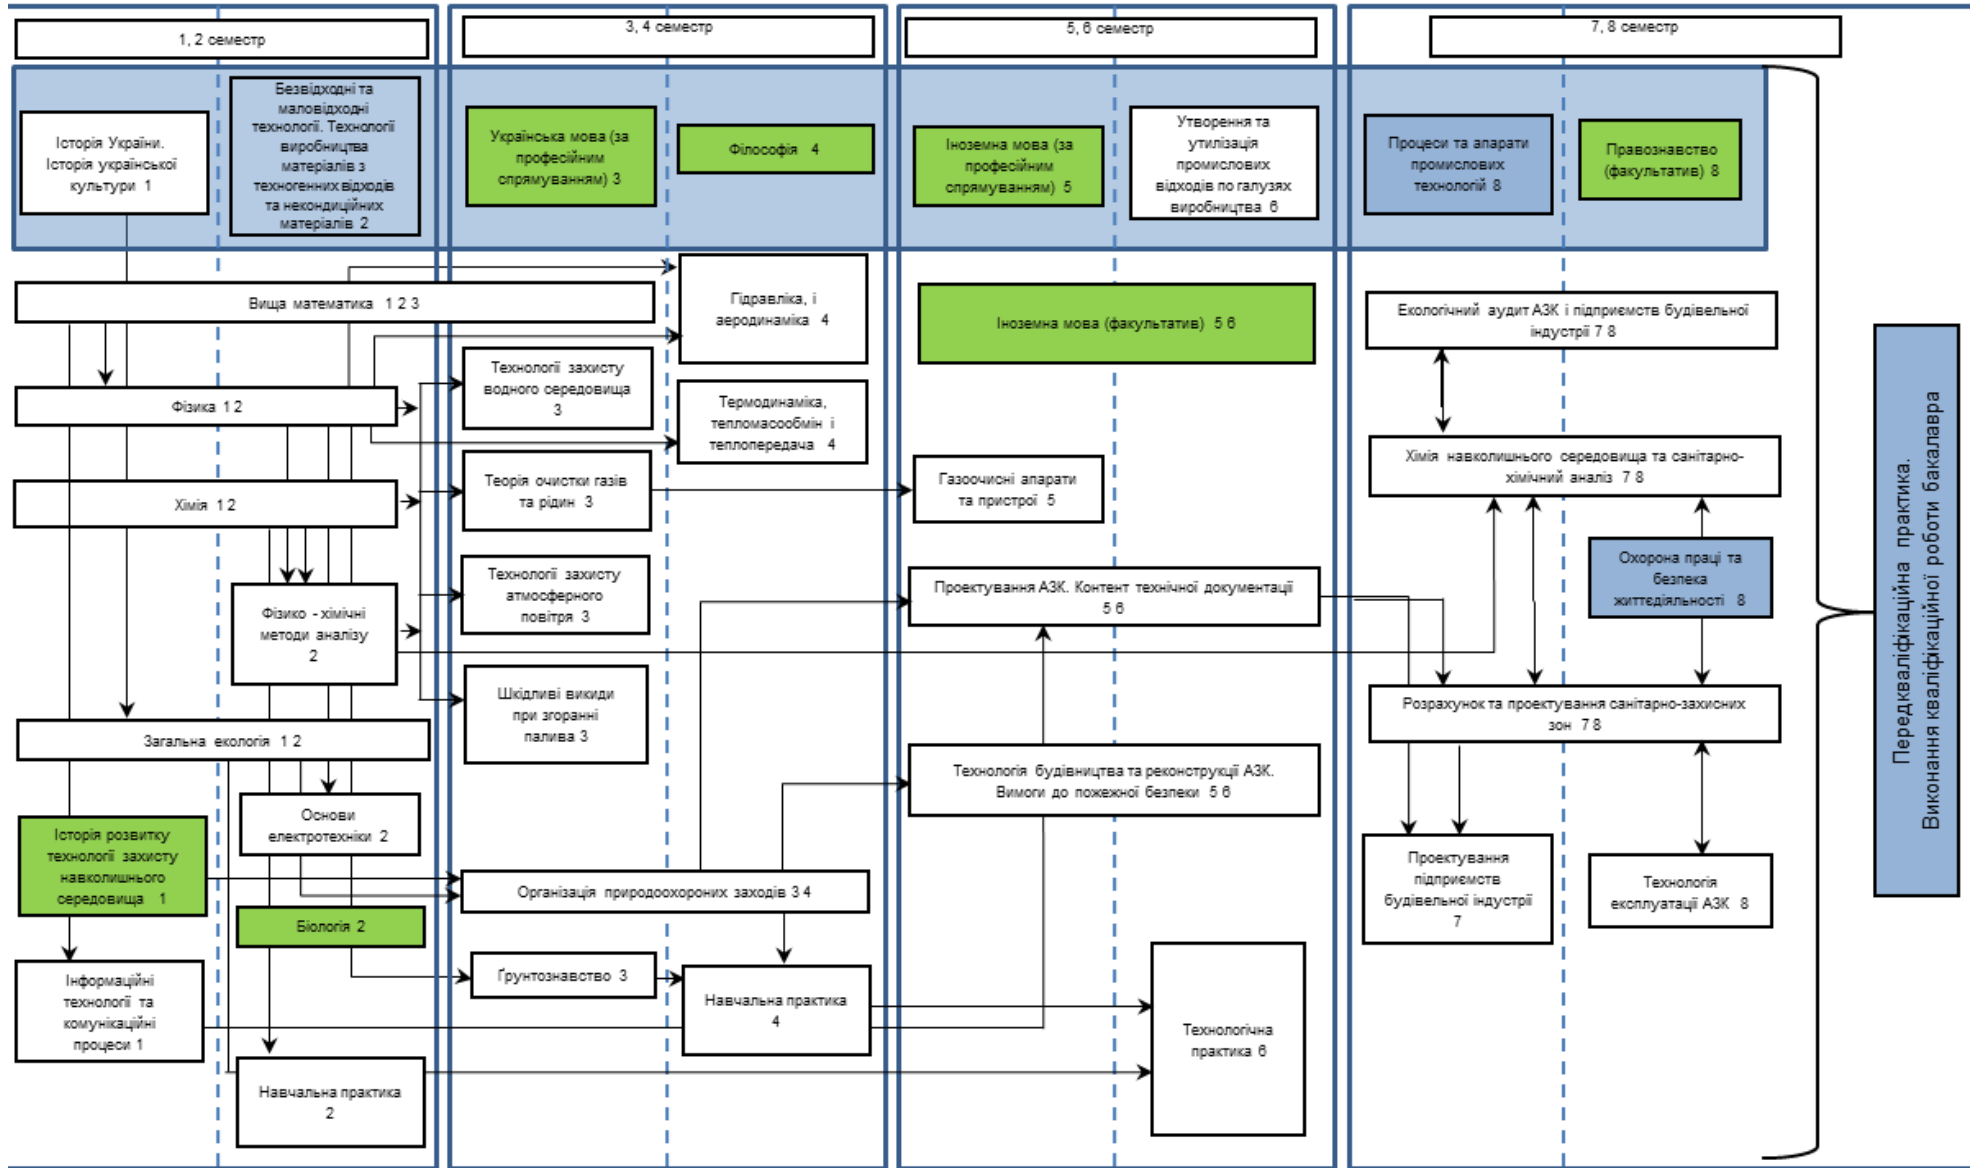 1, 2 семестр
3, 4 семестр
5, 6 семестр
7, 8 семестр
Історія України.
Історія української
культури 1
Безвідходні та
маловідходні
технології. Технології
виробництва
матеріалів з
техногенних відходів
та некондиційних
матеріалів 2
Українська мова (за
професійним
спрямуванням) 3
Філософія 4
Іноземна мова (за
професійним
спрямуванням) 5
Утворення та
утилізація
промислових
відходів по галузях
виробництва 6
Процеси та апарати
промислових
технологій 8
Правознавство
(факультатив) 8
Вища математика 1 2 3
Гідравліка, і
аеродинаміка 4
Іноземна мова (факультатив) 5 6
Екологічний аудит АЗК і підприємств будівельної
індустрії 7 8
Фізика 1 2
Технології захисту
водного середовища
3
Термодинаміка,
тепломасообмін і
теплопередача 4
Хімія 1 2
Теорія очистки газів
та рідин 3
Газоочисні апарати
та пристрої 5
Хімія навколишнього середовища та санітарно-
хімічний аналіз 7 8
Фізико - хімічні
методи аналізу
2
Технології захисту
атмосферного
повітря 3
Проектування АЗК. Контент технічної документації
5 6
Охорона праці та
безпека
життєдіяльності 8
Шкідливі викиди
при згоранні
палива 3
Розрахунок та проектування санітарно-захисних
зон 7 8
Загальна екологія 1 2
Технологія будівництва та реконструкції АЗК.
Вимоги до пожежної безпеки 5 6
Основи
електротехніки 2
Історія розвитку
технології захисту
навколишнього
середовища 1
Організація природоохороних заходів 3 4
Проектування
підприємств
будівельної індустрії
7
Технологія
експлуатації АЗК 8
Біологія 2
Інформаційні
технології та
комунікаційні
процеси 1
Ґрунтознавство 3
Навчальна практика
4
Технологічна
практика 6
Навчальна практика
2
Передкваліфікаційна практика.
Виконання кваліфікаційної роботи бакалавра